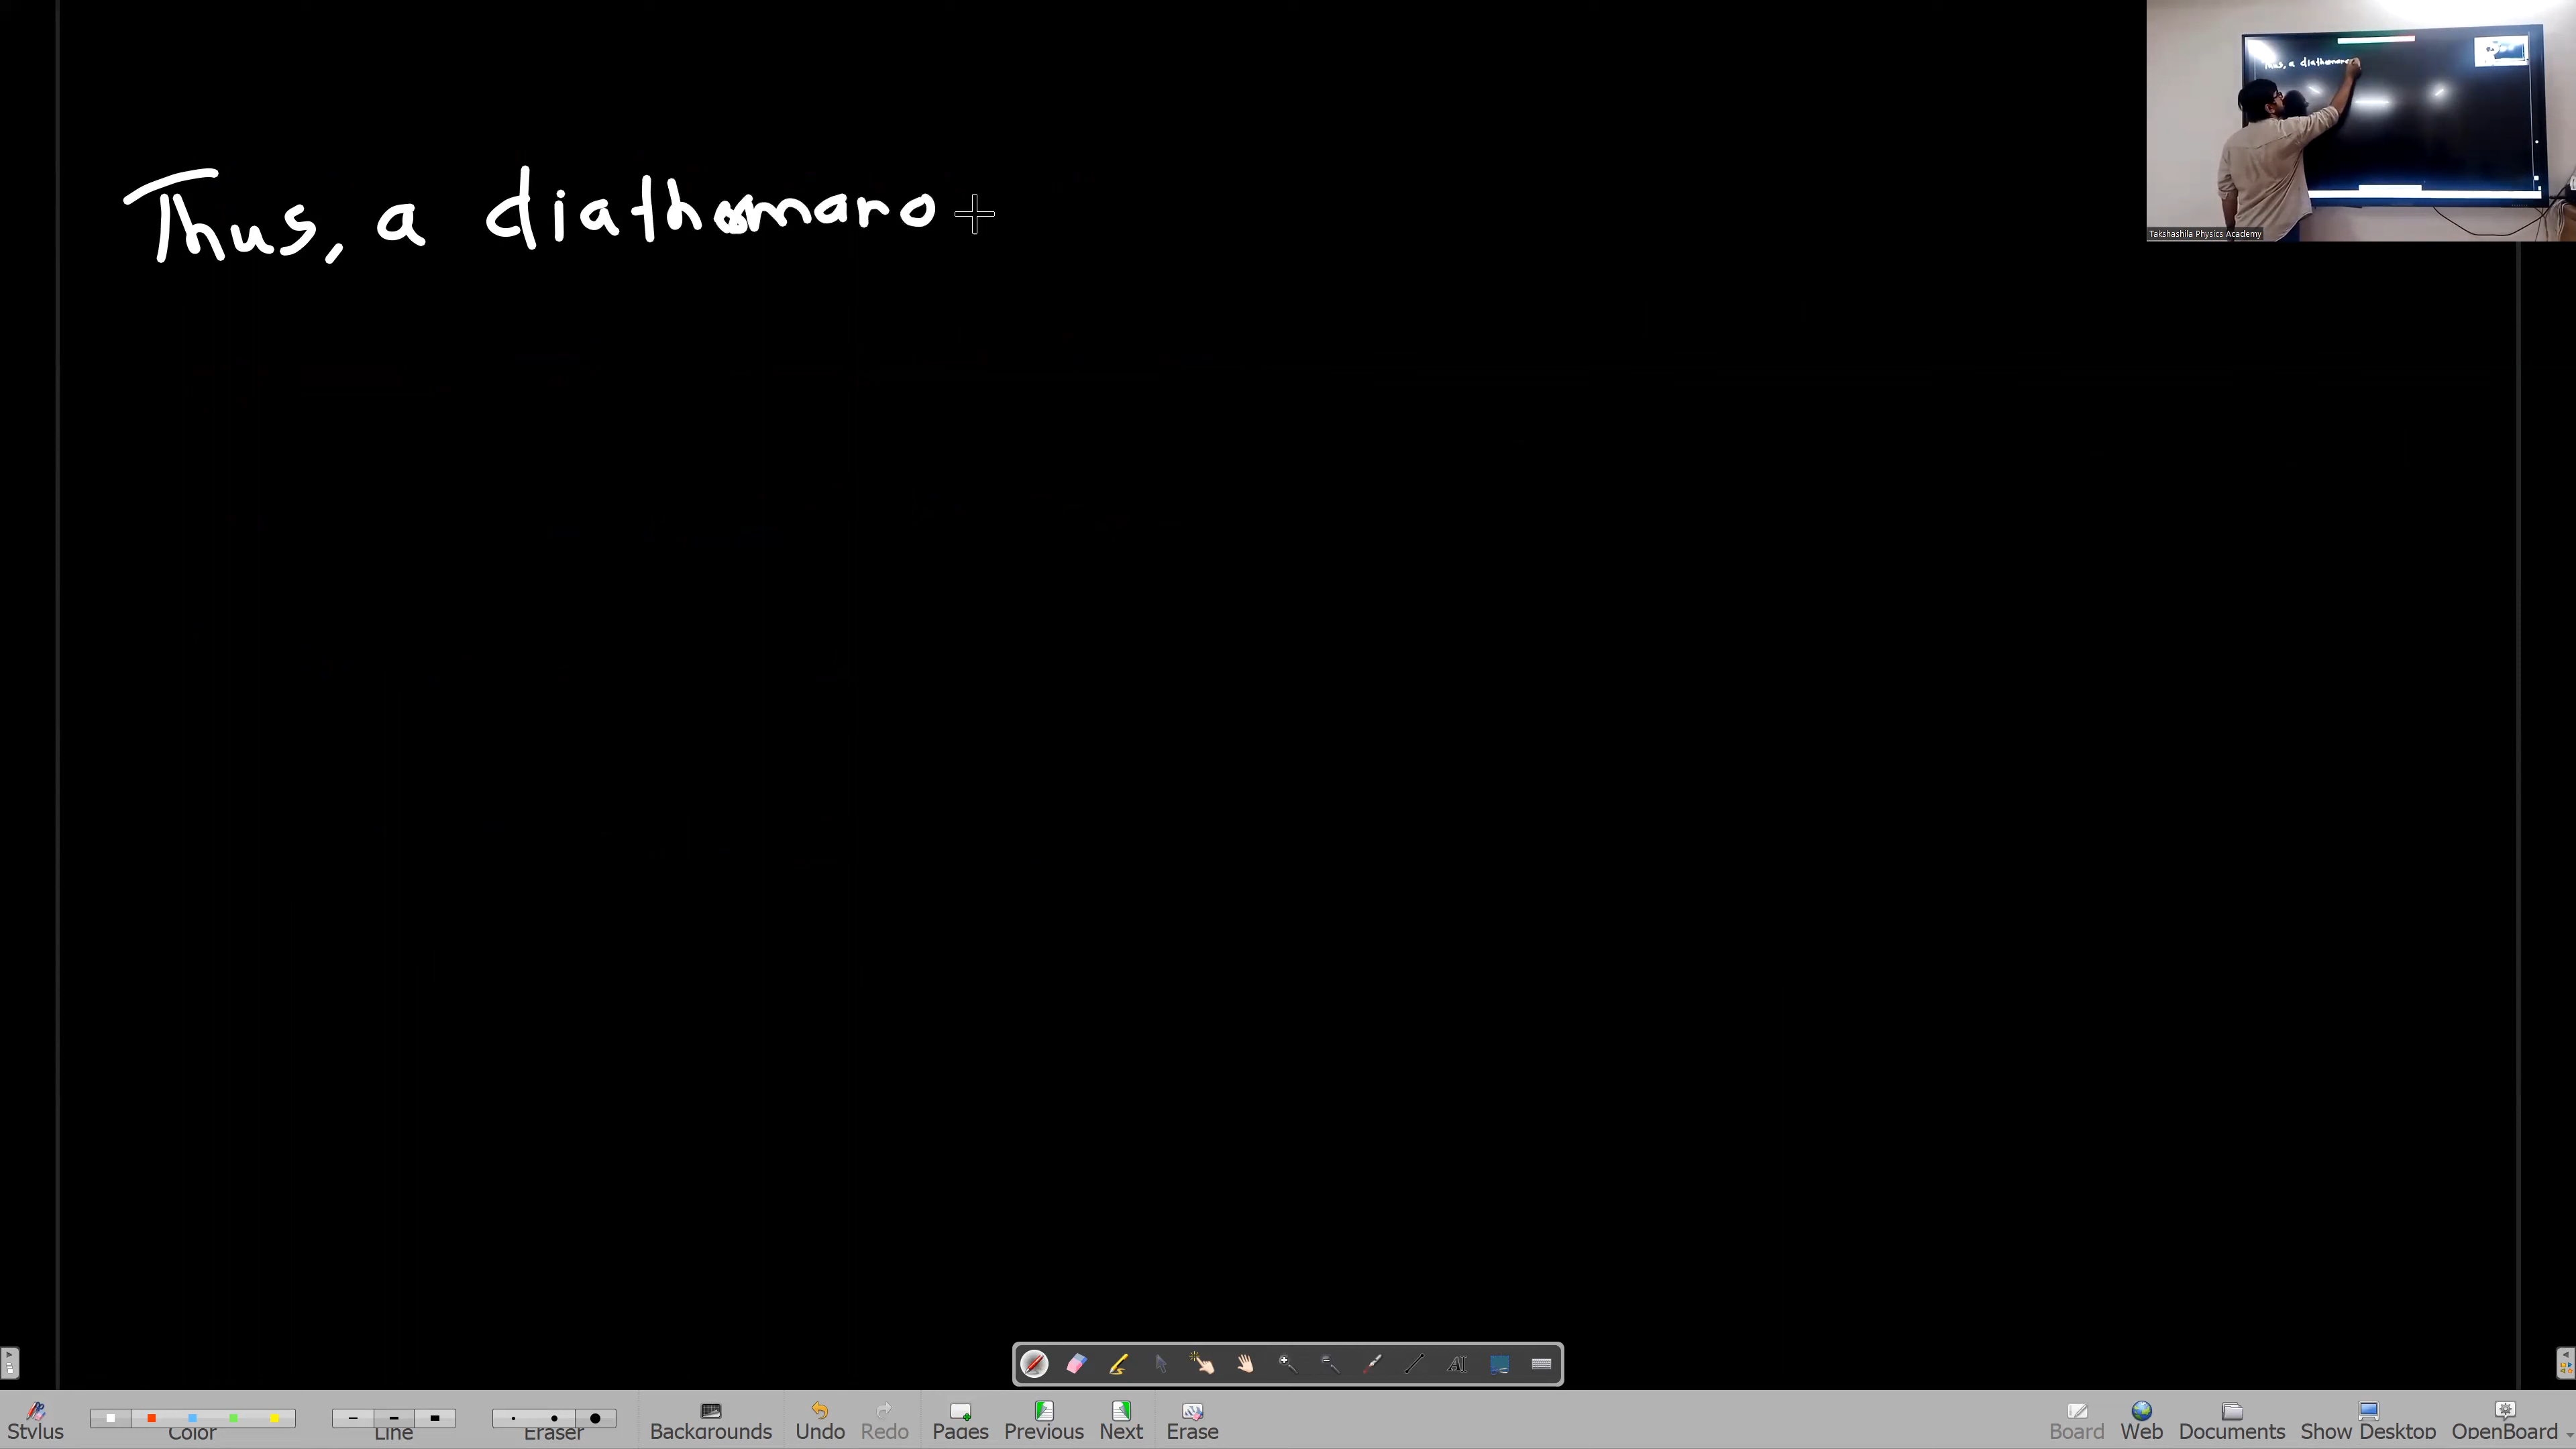 Thus, a diathomaro
Takshashila Physics Academy
Stylus
Color
Line
Eraser
Backgrounds
Undo
Redo
Pages
Previous
Next
Erase
Board
Web
Documents
Show Desktop
OpenBoard